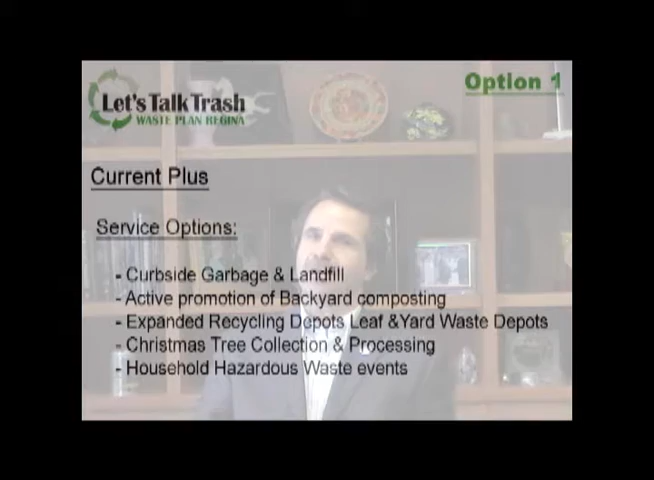 Let's Talk Trash
WASTE PLAN REGINA
Option 1
Current Plus
Service Options:
- Curbside Garbage & Landfill
- Active promotion of Backyard composting
- Expanded Recycling Depots Leaf &Yard Waste Depots
- Christmas Tree Collection & Processing
- Household Hazardous Waste events